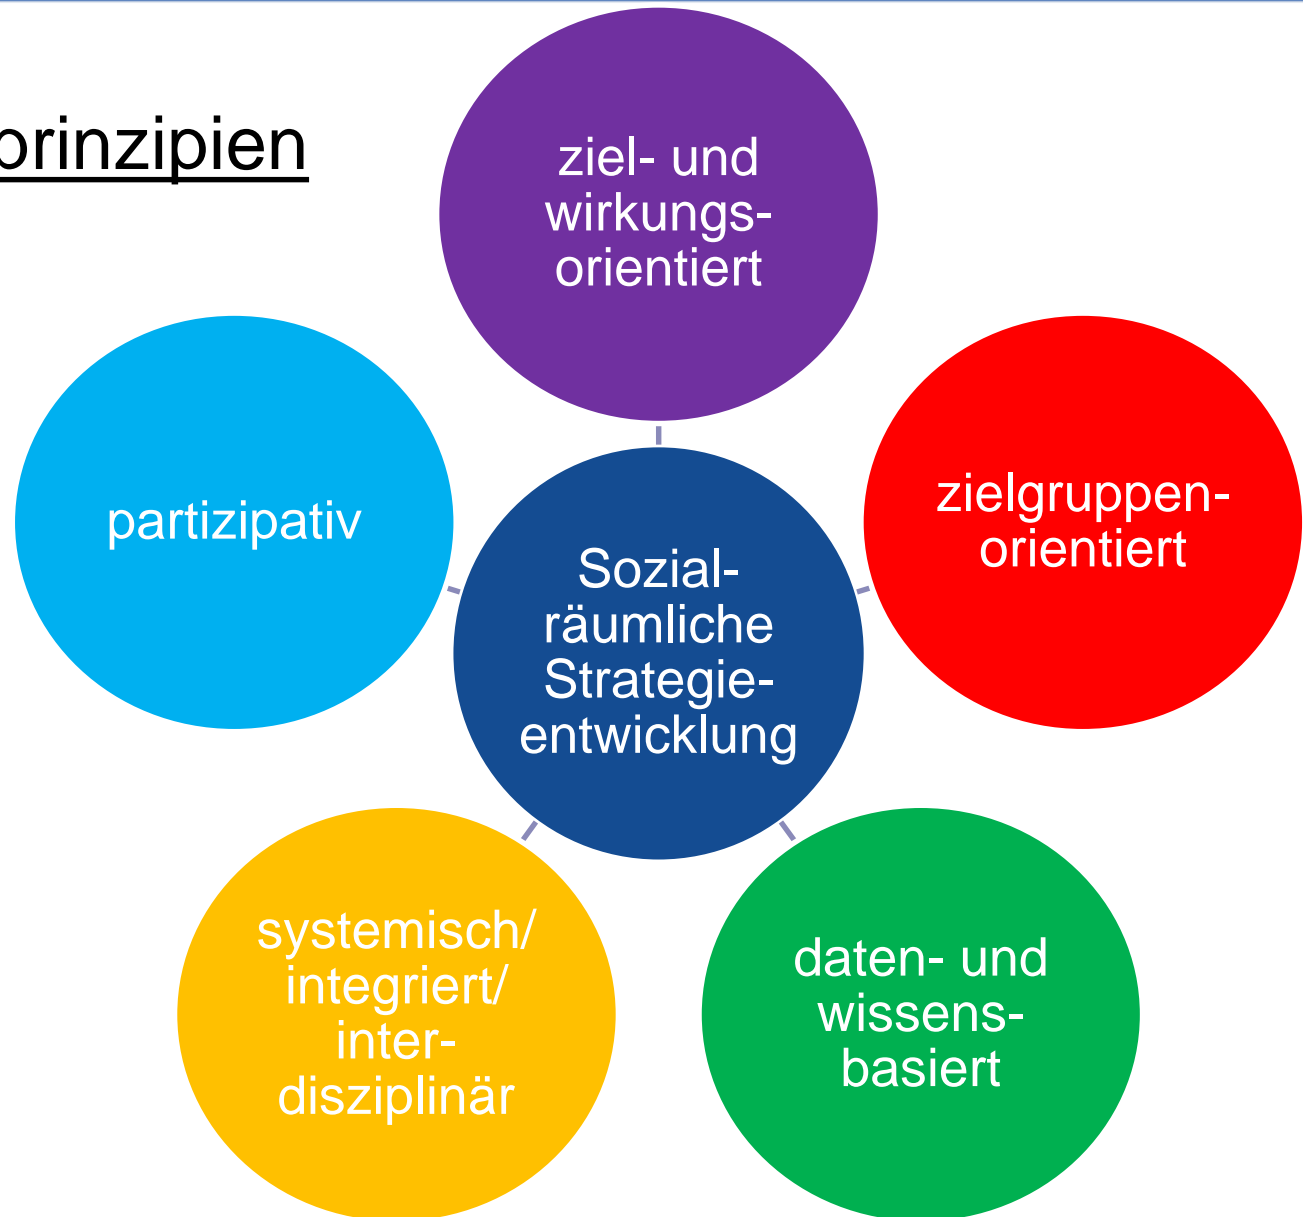 prinzipien
ziel- und
wirkungs-
orientiert
partizipativ
zielgruppen-
orientiert
Sozial-
räumliche
Strategie-
entwicklung
systemisch/
integriert/
inter-
disziplinär
daten- und
wissens-
basiert